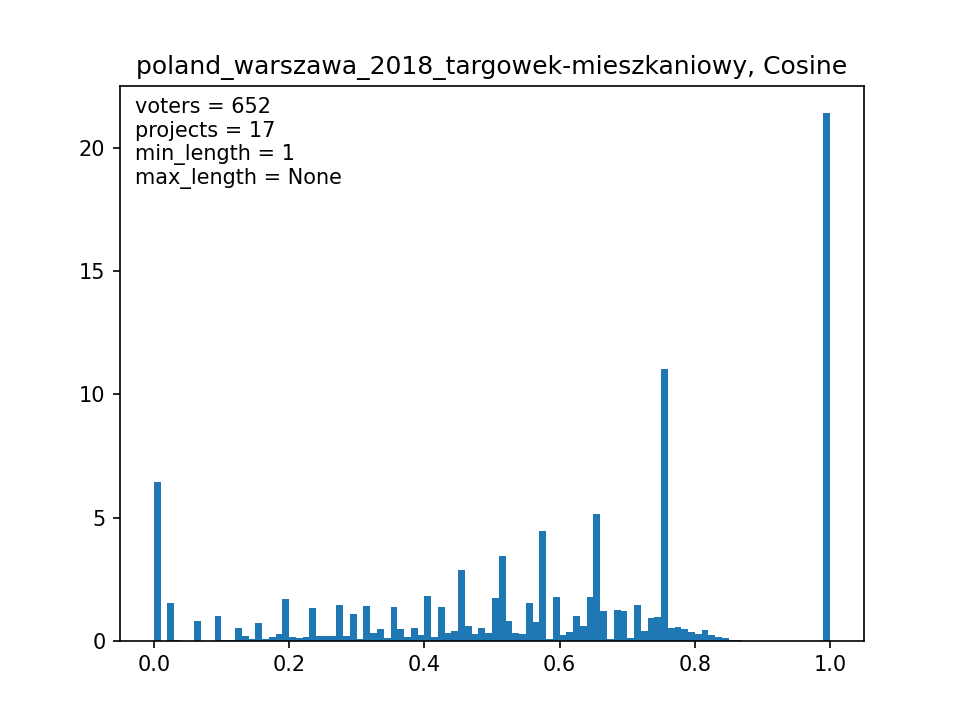 poland_warszawa_2018_targowek-mieszkaniowy, Cosine
voters = 652
projects = 17
min_length = 1
max_length = None
20
15
10
5
0
0.0 0.2 0.4 0.6 0.8 1.0